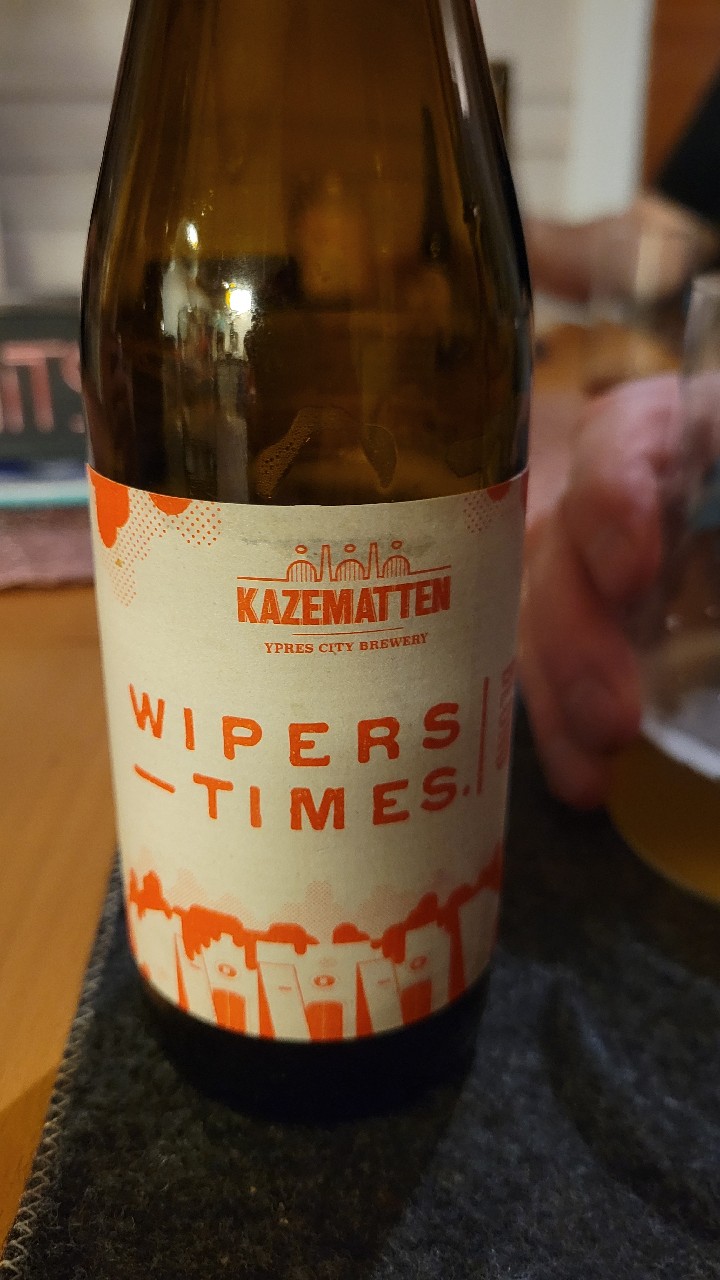 KAZEMATTEN
YPRES CITY BREWERY
WIPERS
—TIMES.